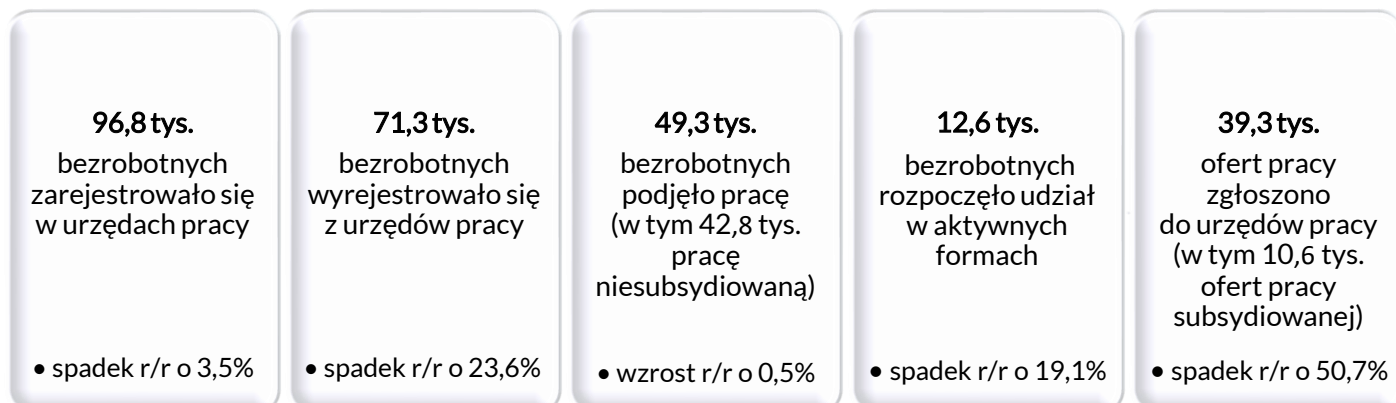 96,8 tys.
bezrobotnych
zarejestrowało się
w urzędach pracy
• spadek r/r o 3,5%
71,3 tys.
bezrobotnych
wyrejestrowało się
z urzędów pracy
• spadek r/r o 23,6%
49,3 tys.
bezrobotnych
podjęło pracę
(w tym 42,8 tys.
pracę
niesubsydiowaną)
• wzrost r/r o 0,5%
12,6 tys.
bezrobotnych
rozpoczęło udział
w aktywnych
formach
• spadek r/r o 19,1%
39,3 tys.
ofert pracy
zgłoszono
do urzędów pracy
(w tym 10,6 tys.
ofert pracy
subsydiowanej)
• spadek r/r o 50,7%